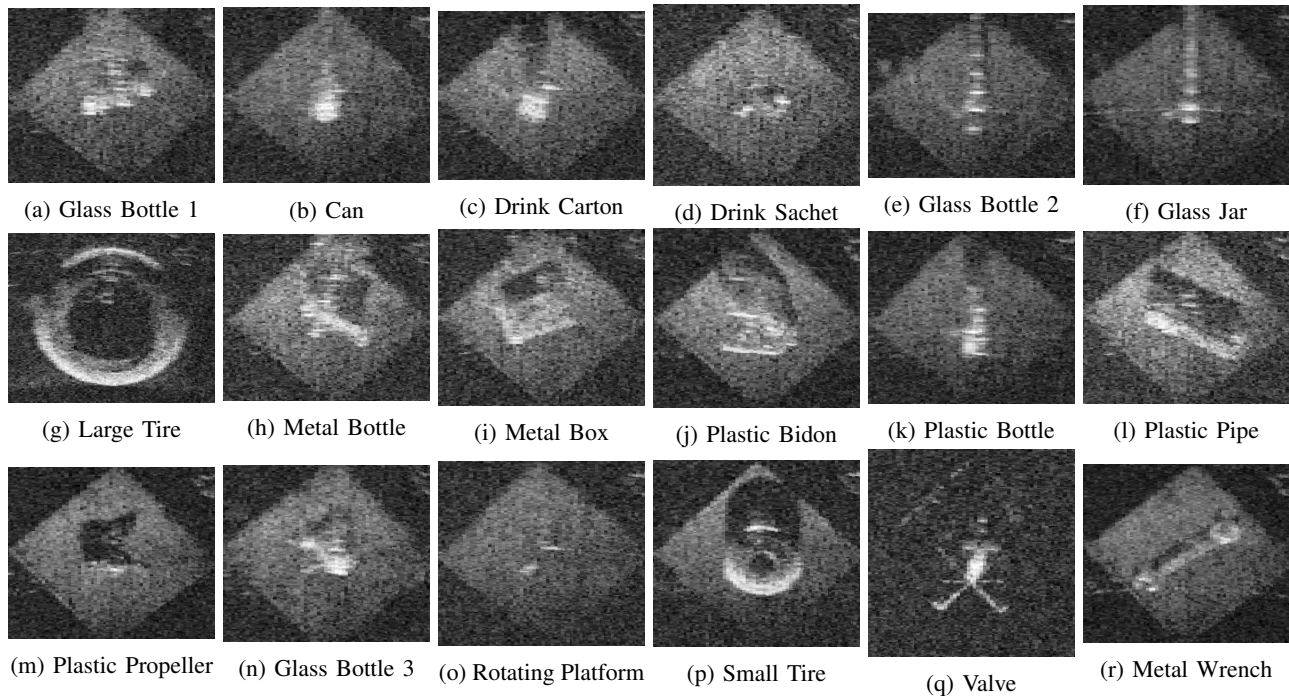 (a) Glass Bottle 1
(b) Can
(c) Drink Carton
(d) Drink Sachet
(e) Glass Bottle 2
(f) Glass Jar
(g) Large Tire
(h) Metal Bottle
(i) Metal Box
(j) Plastic Bidon
(k) Plastic Bottle
(l) Plastic Pipe
(m) Plastic Propeller
(n) Glass Bottle 3
(o) Rotating Platform
(p) Small Tire
(q) Valve
(r) Metal Wrench